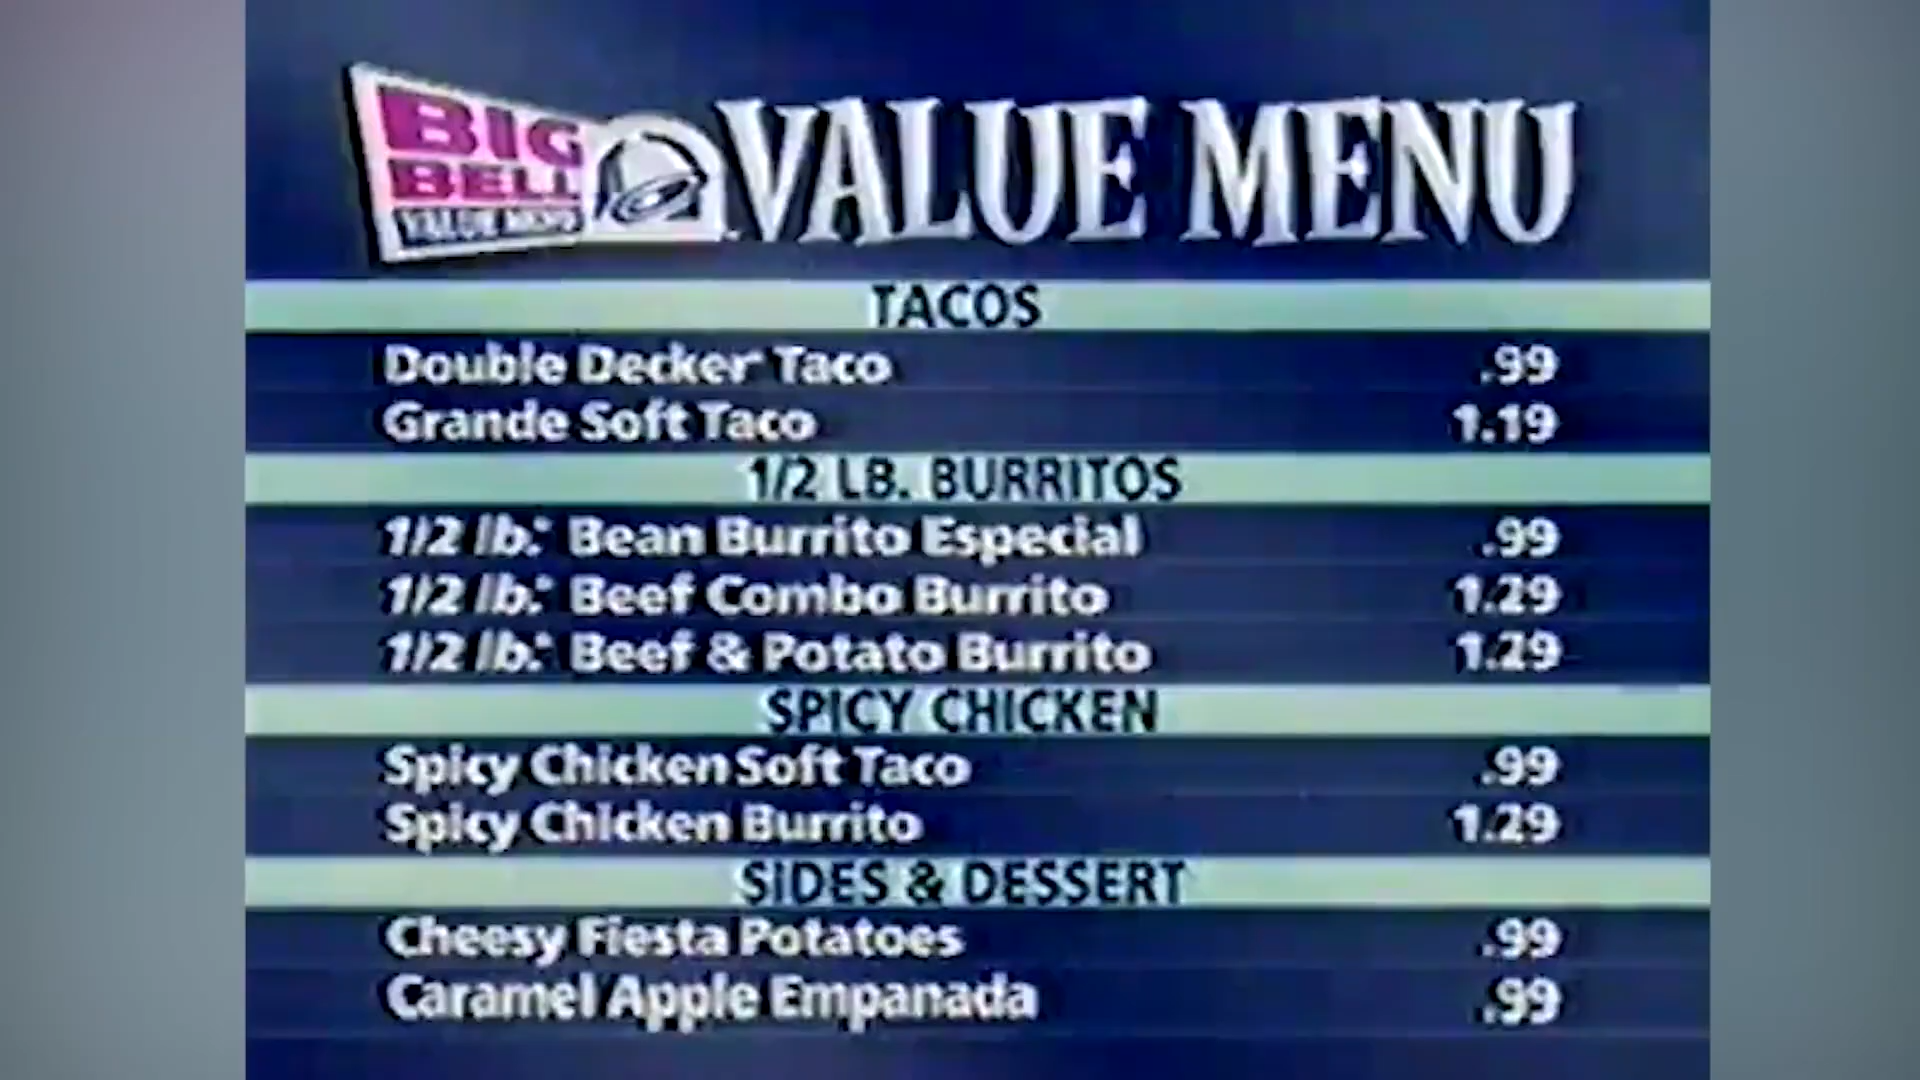 BIG
BELL
VALUE MENU
VALUE MENU
TACOS
Double Decker Taco .99
Grande Soft Taco 1.19
1/2 LB. BURRITOS
1/2 lb.* Bean Burrito Especial .99
1/2 lb.* Beef Combo Burrito 1.29
1/2 lb.* Beef & Potato Burrito 1.29
SPICY CHICKEN
Spicy Chicken Soft Taco .99
Spicy Chicken Burrito 1.29
SIDES & DESSERT
Cheesy Fiesta Potatoes .99
Caramel Apple Empanada .99